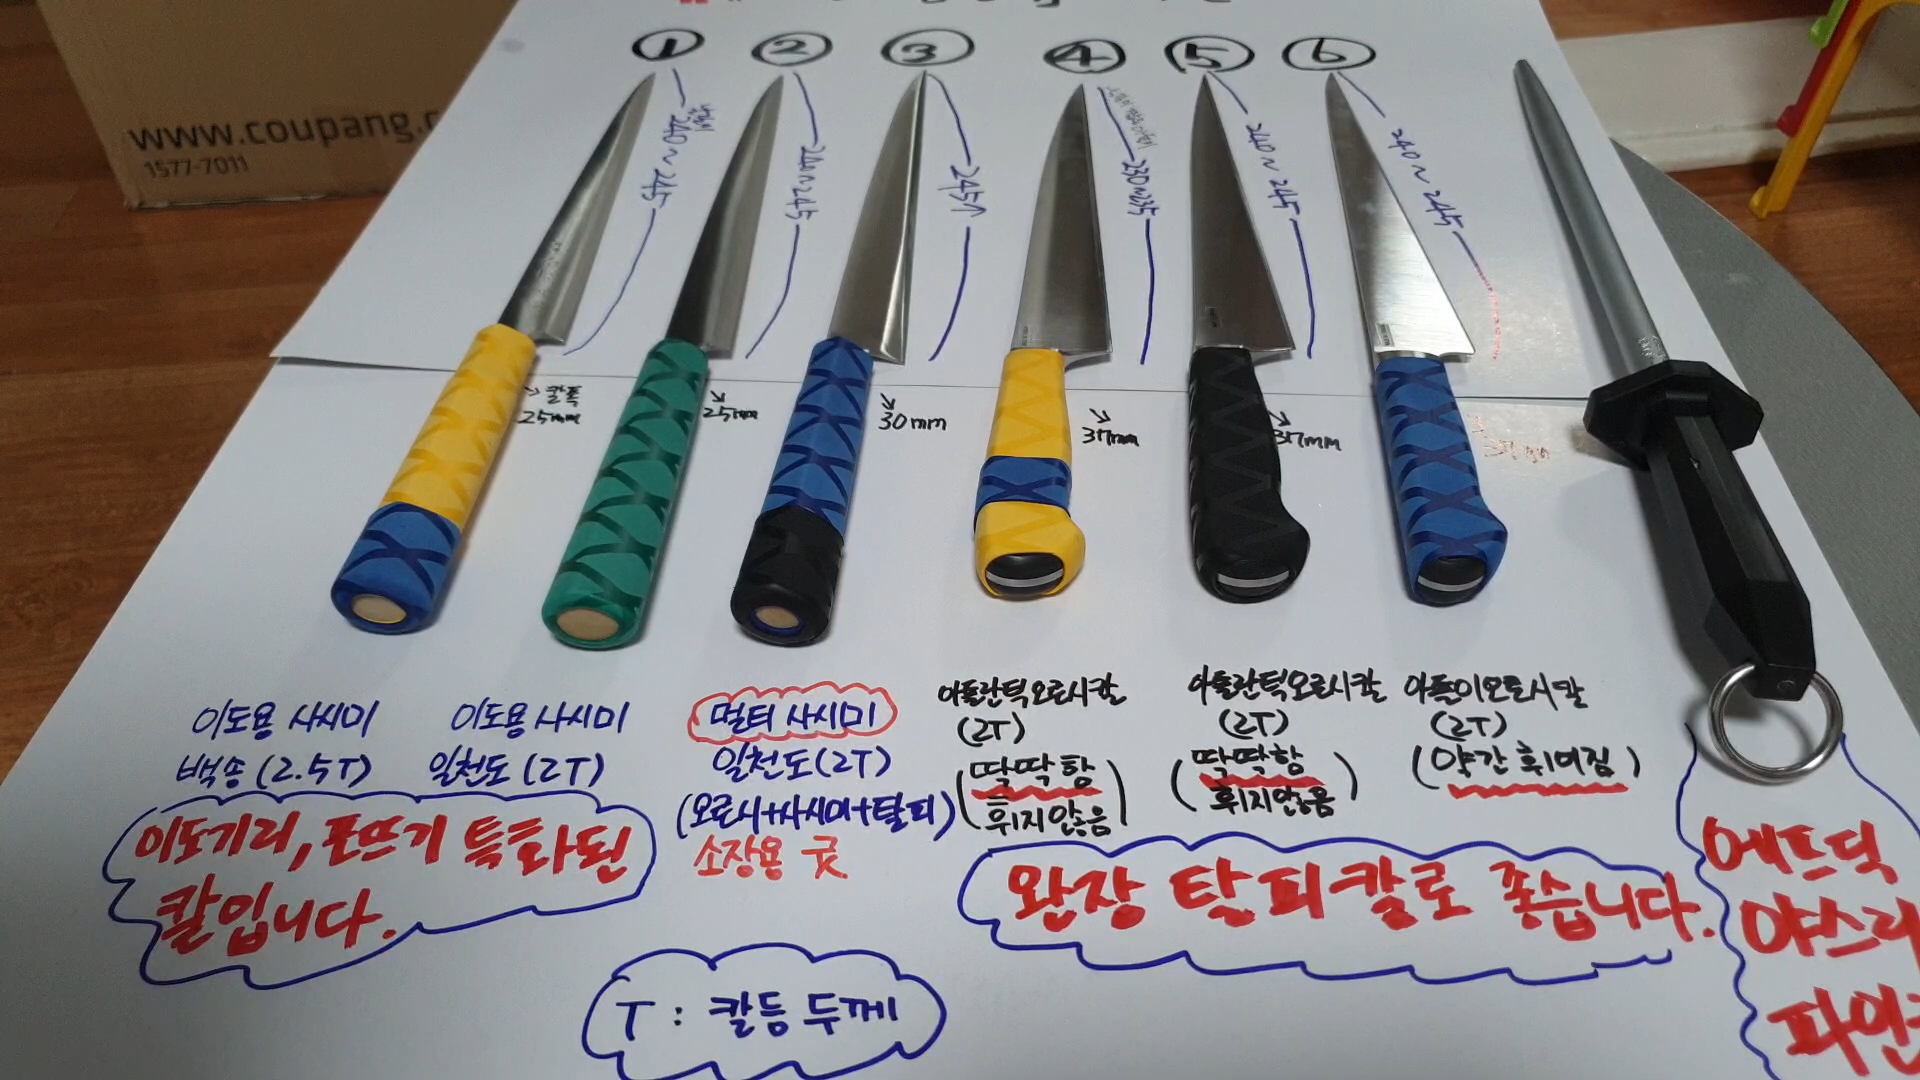 www.coupang.c
1577-7011
① ② ③ ④ ⑤ ⑥
240~245
240~245
245↑
230~235
240~245
240~245
칼폭
25mm
25mm
30mm
37mm
37mm
이도용 사시미
백송 (2.5T)
이도용 사시미
일천도 (2T)
이도기리, 포뜨기 특화된
칼입니다.
멀티 사시미
일천도(2T)
(오로시+사시미+탈피)
소장용 굿
아틀란틱오로시칼
(2T)
(딱딱함
휘지않음)
아틀란틱오로시칼
(2T)
(딱딱함
휘지않음)
아플이오로시칼
(2T)
(약간 휘어짐)
완장 탈피칼로 좋습니다.
에프딕
야스리
파인
T : 칼등 두께